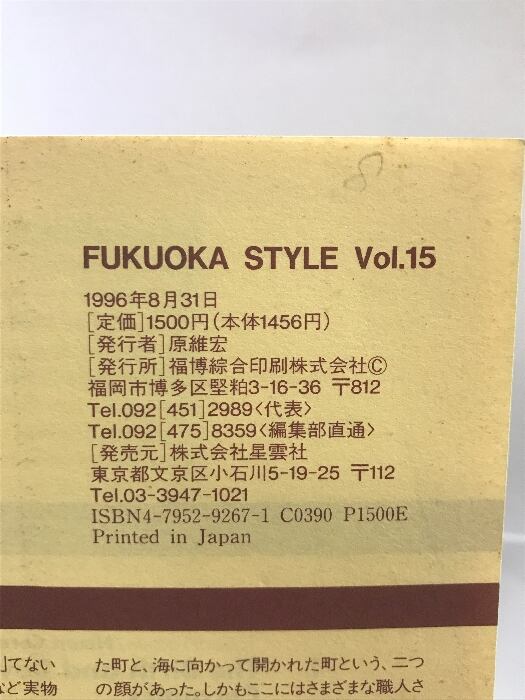 FUKUOKA STYLE Vol.15
1996年8月31日
[定価]1500円(本体1456円)
[発行者]原維宏
[発行所]福博綜合印刷株式会社©
福岡市博多区堅粕3-16-36 〒812
Tel.092[451]2989〈代表〉
Tel.092[475]8359〈編集部直通〉
[発売元]株式会社星雲社
東京都文京区小石川5-19-25 〒112
Tel.03-3947-1021
ISBN4-7952-9267-1 C0390 P1500E
Printed in Japan
てない
など実物
た町と、海に向かって開かれた町という、二つ
の顔があった。しかもここにはさまざまな職人さ